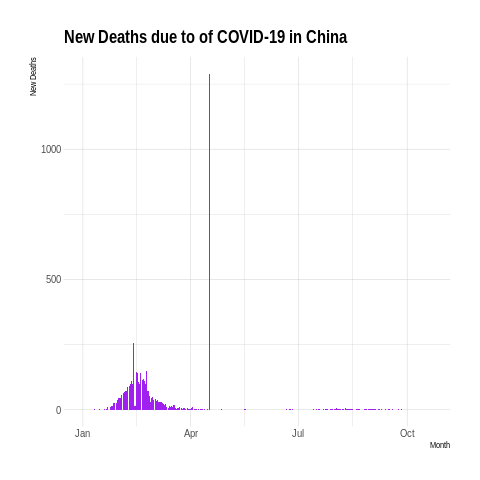 New Deaths due to of COVID-19 in China
New Deaths
1000
500
0
Jan Apr Jul Oct
Month